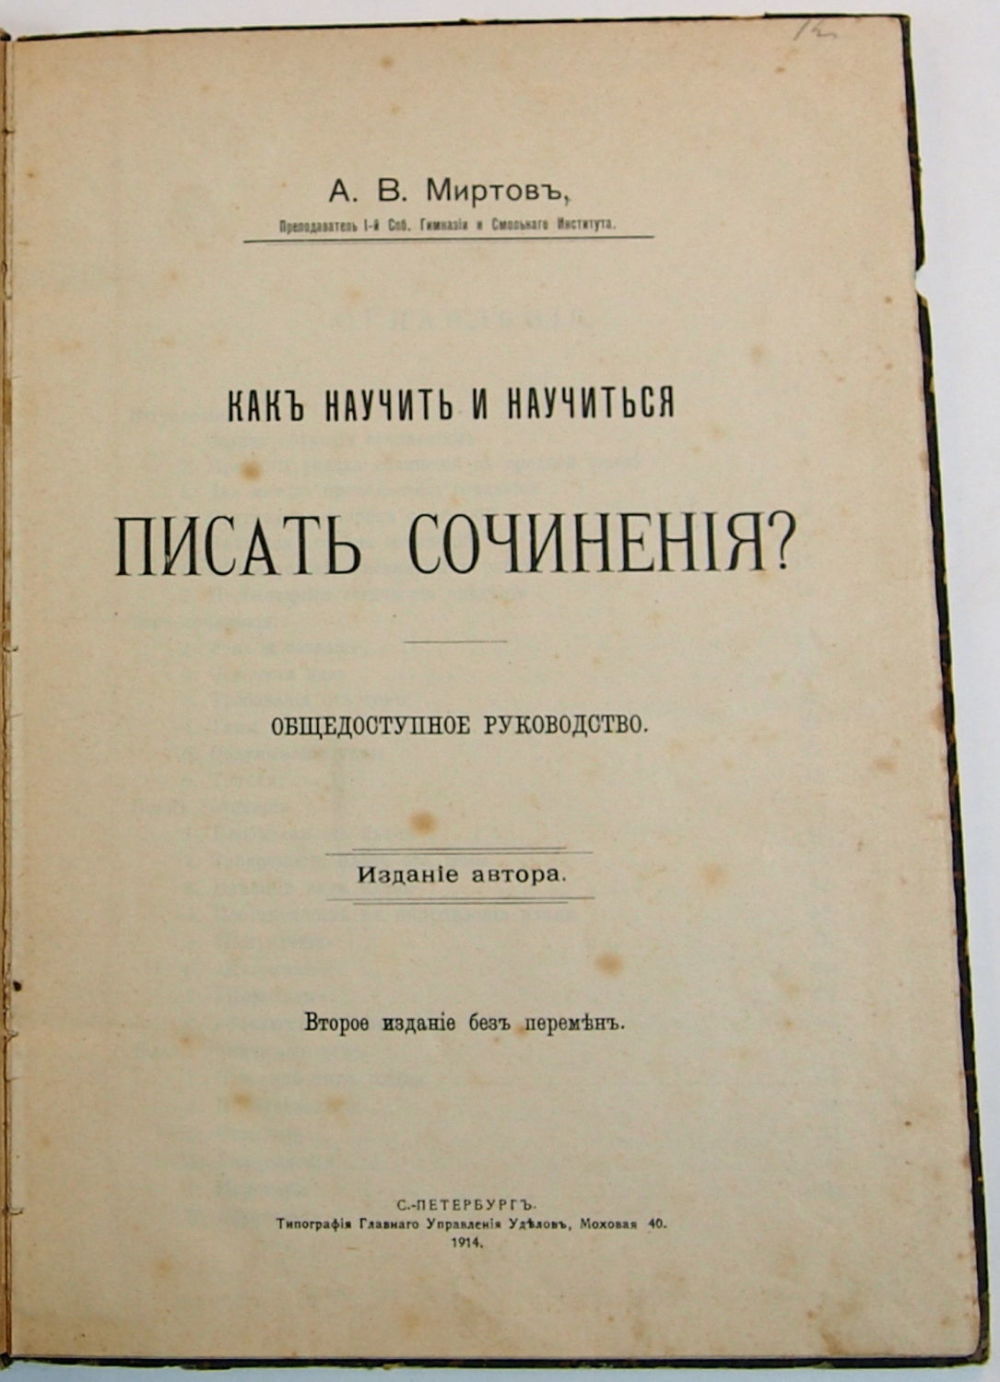 А. В. Миртовъ,
Преподаватель 1-й Спб. Гимназіи и Смольнаго Института.
КАКЪ НАУЧИТЬ И НАУЧИТЬСЯ
ПИСАТЬ СОЧИНЕНІЯ?
ОБЩЕДОСТУПНОЕ РУКОВОДСТВО.
Изданіе автора.
Второе изданіе безъ перемѣнъ.
С.-ПЕТЕРБУРГЪ.
Типографія Главнаго Управленія Удѣловъ, Моховая 40.
1914.